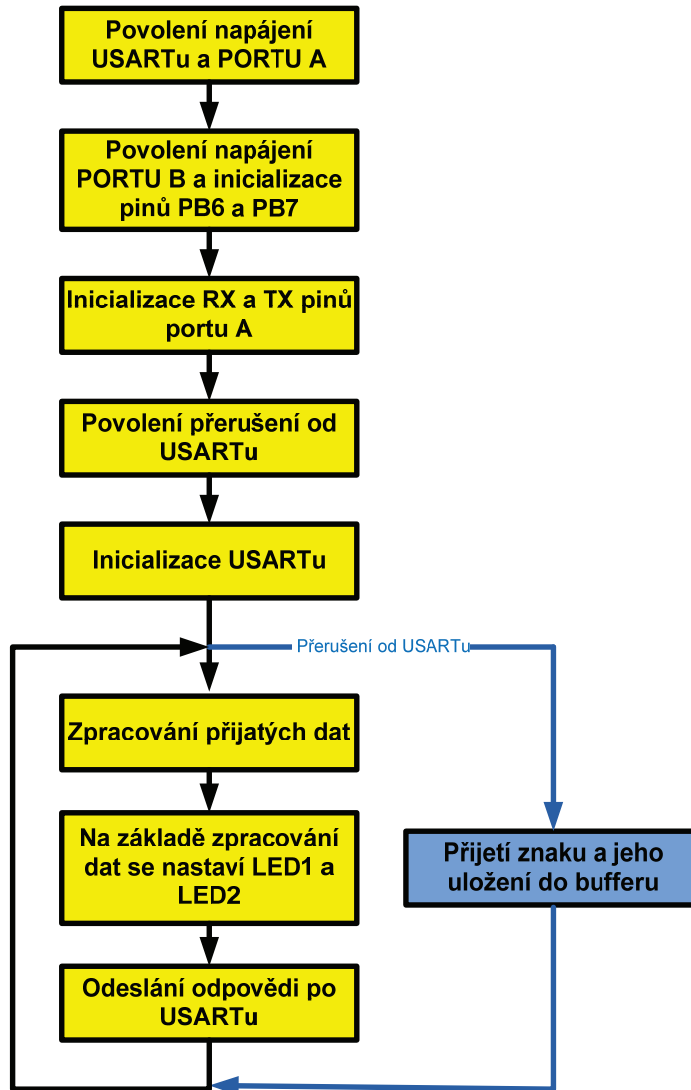 Povolení napájení
USARTu a PORTU A
Povolení napájení
PORTU B a inicializace
pinů PB6 a PB7
Inicializace RX a TX pinů
portu A
Povolení přerušení od
USARTu
Inicializace USARTu
Přerušení od USARTu
Zpracování přijatých dat
Na základě zpracování
dat se nastaví LED1 a
LED2
Přijetí znaku a jeho
uložení do bufferu
Odeslání odpovědi po
USARTu